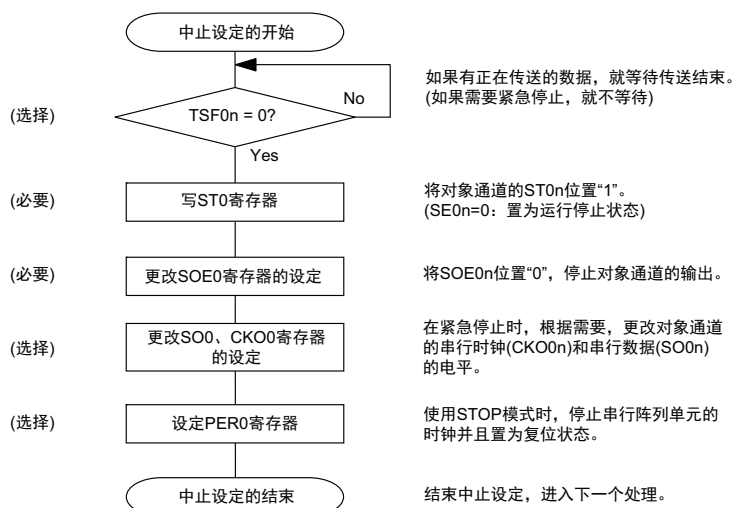 中止设定的开始
如果有正在传送的数据，就等待传送结束。
(如果需要紧急停止，就不等待)
No
(选择)
TSF0n = 0?
Yes
(必要)
写ST0寄存器
将对象通道的ST0n位置“1”。
(SE0n=0：置为运行停止状态)
(必要)
更改SOE0寄存器的设定
将SOE0n位置“0”，停止对象通道的输出。
(选择)
更改SO0、CKO0寄存器
的设定
在紧急停止时，根据需要，更改对象通道
的串行时钟(CKO0n)和串行数据(SO0n)
的电平。
(选择)
设定PER0寄存器
使用STOP模式时，停止串行阵列单元的
时钟并且置为复位状态。
中止设定的结束
结束中止设定，进入下一个处理。